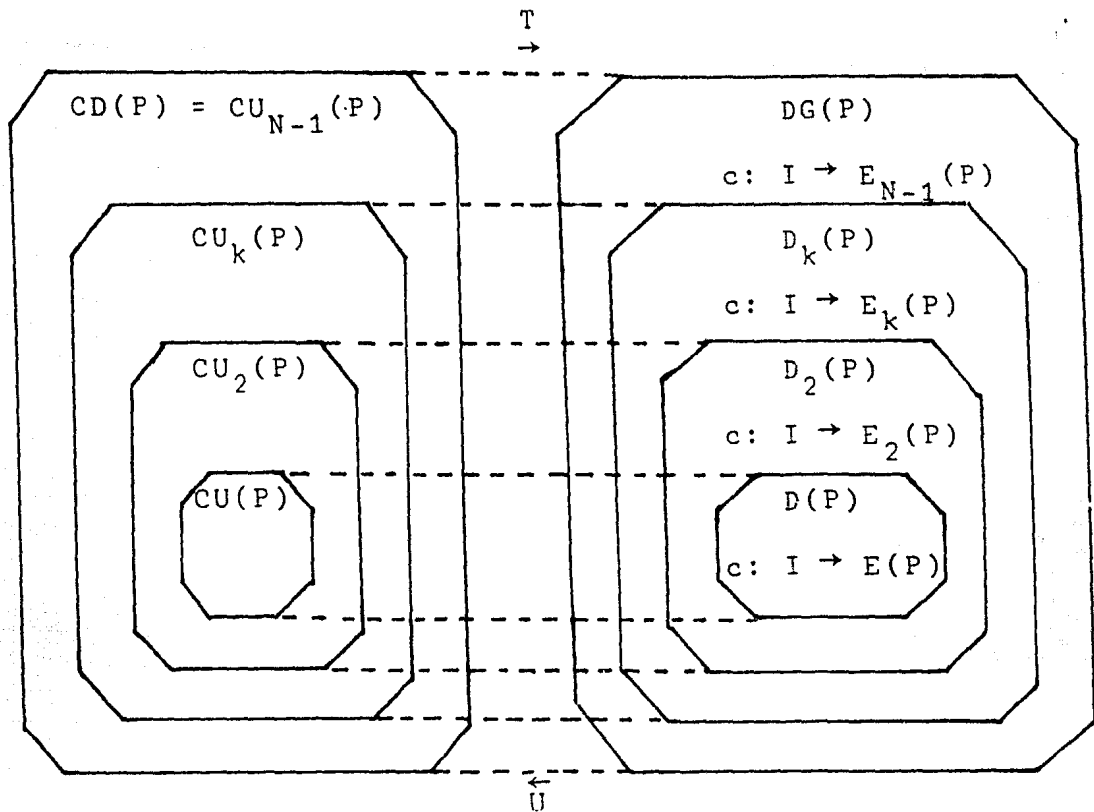 T
→
CD(P) = CU_{N-1}(P)
DG(P)
c: I → E_{N-1}(P)
CU_k(P)
D_k(P)
c: I → E_k(P)
CU_2(P)
D_2(P)
c: I → E_2(P)
CU(P)
D(P)
c: I → E(P)
←
U